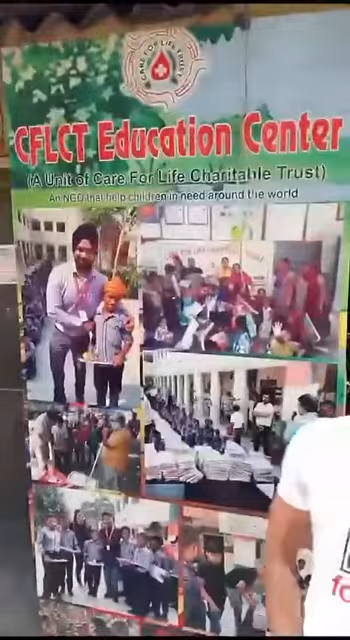 CARE FOR LIFE TRUST
CFLCT Education Center
(A Unit of Care For Life Charitable Trust)
An NGO that help children in need around the world